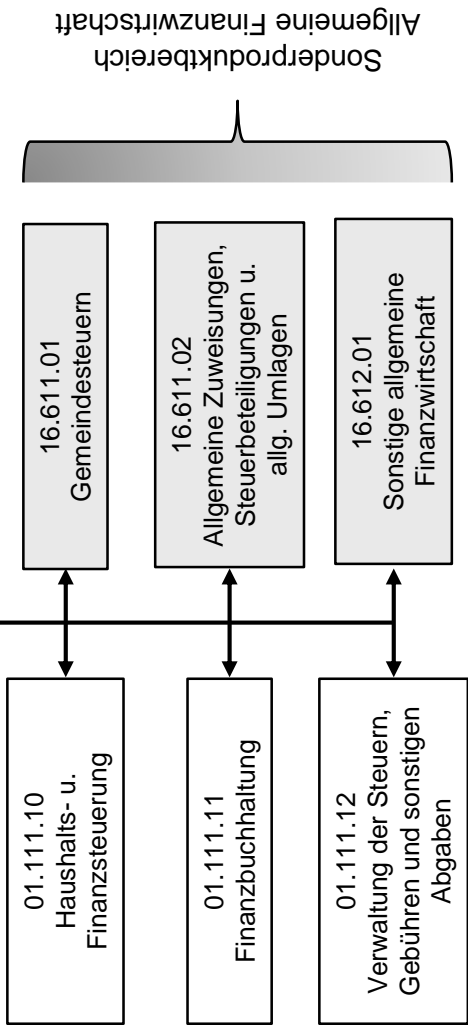 01.111.10
Haushalts- u.
Finanzsteuerung
01.111.11
Finanzbuchhaltung
01.111.12
Verwaltung der Steuern,
Gebühren und sonstigen
Abgaben
16.611.01
Gemeindesteuern
16.611.02
Allgemeine Zuweisungen,
Steuerbeteiligungen u.
allg. Umlagen
16.612.01
Sonstige allgemeine
Finanzwirtschaft
Sonderproduktbereich
Allgemeine Finanzwirtschaft